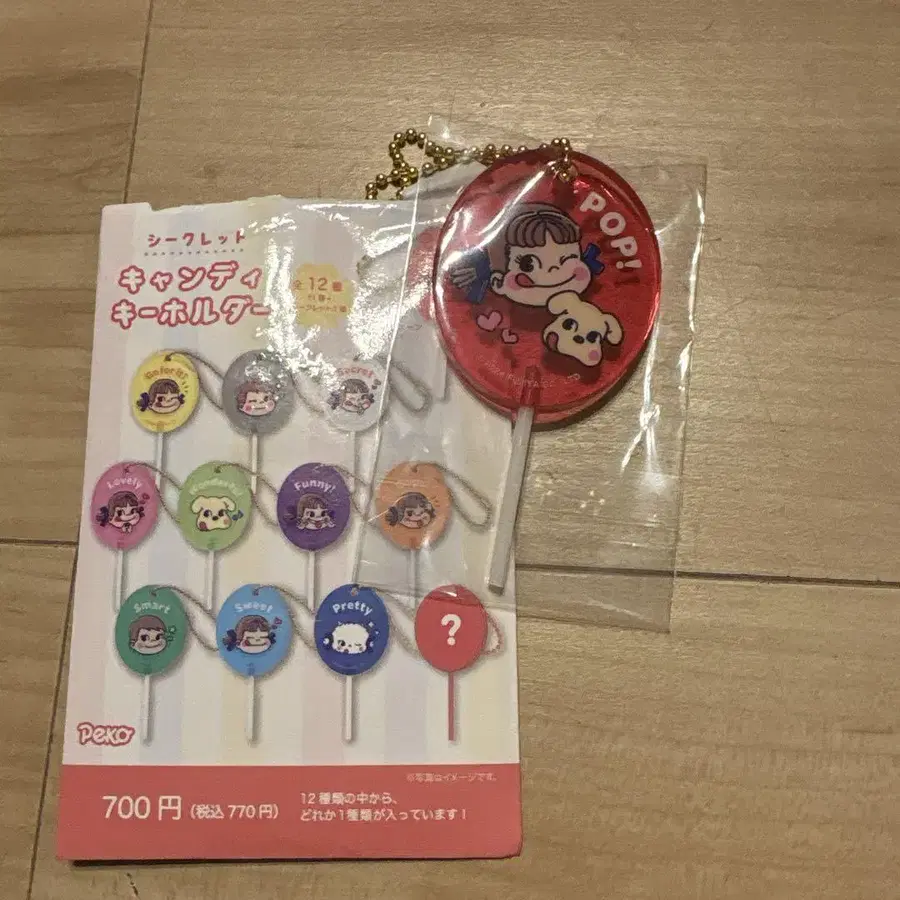 シークレット
キャンディ
キーホルダー
全12種
POP!
Colorful!
Secret
Lovely
Wonderful
Funny!
Smart
Sweet
Pretty
?
Peko
※写真はイメージです。
700円(税込770円)
12種類の中から、
どれか1種類が入っています!